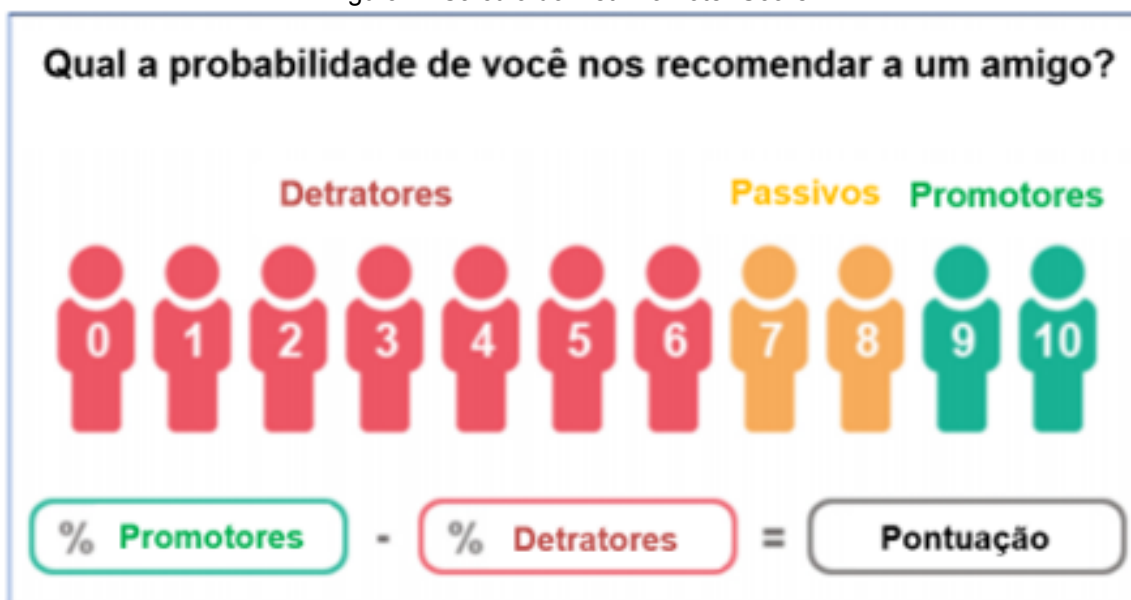 Qual a probabilidade de você nos recomendar a um amigo?
Detratores Passivos Promotores
0 1 2 3 4 5 6 7 8 9 10
% Promotores - % Detratores = Pontuação